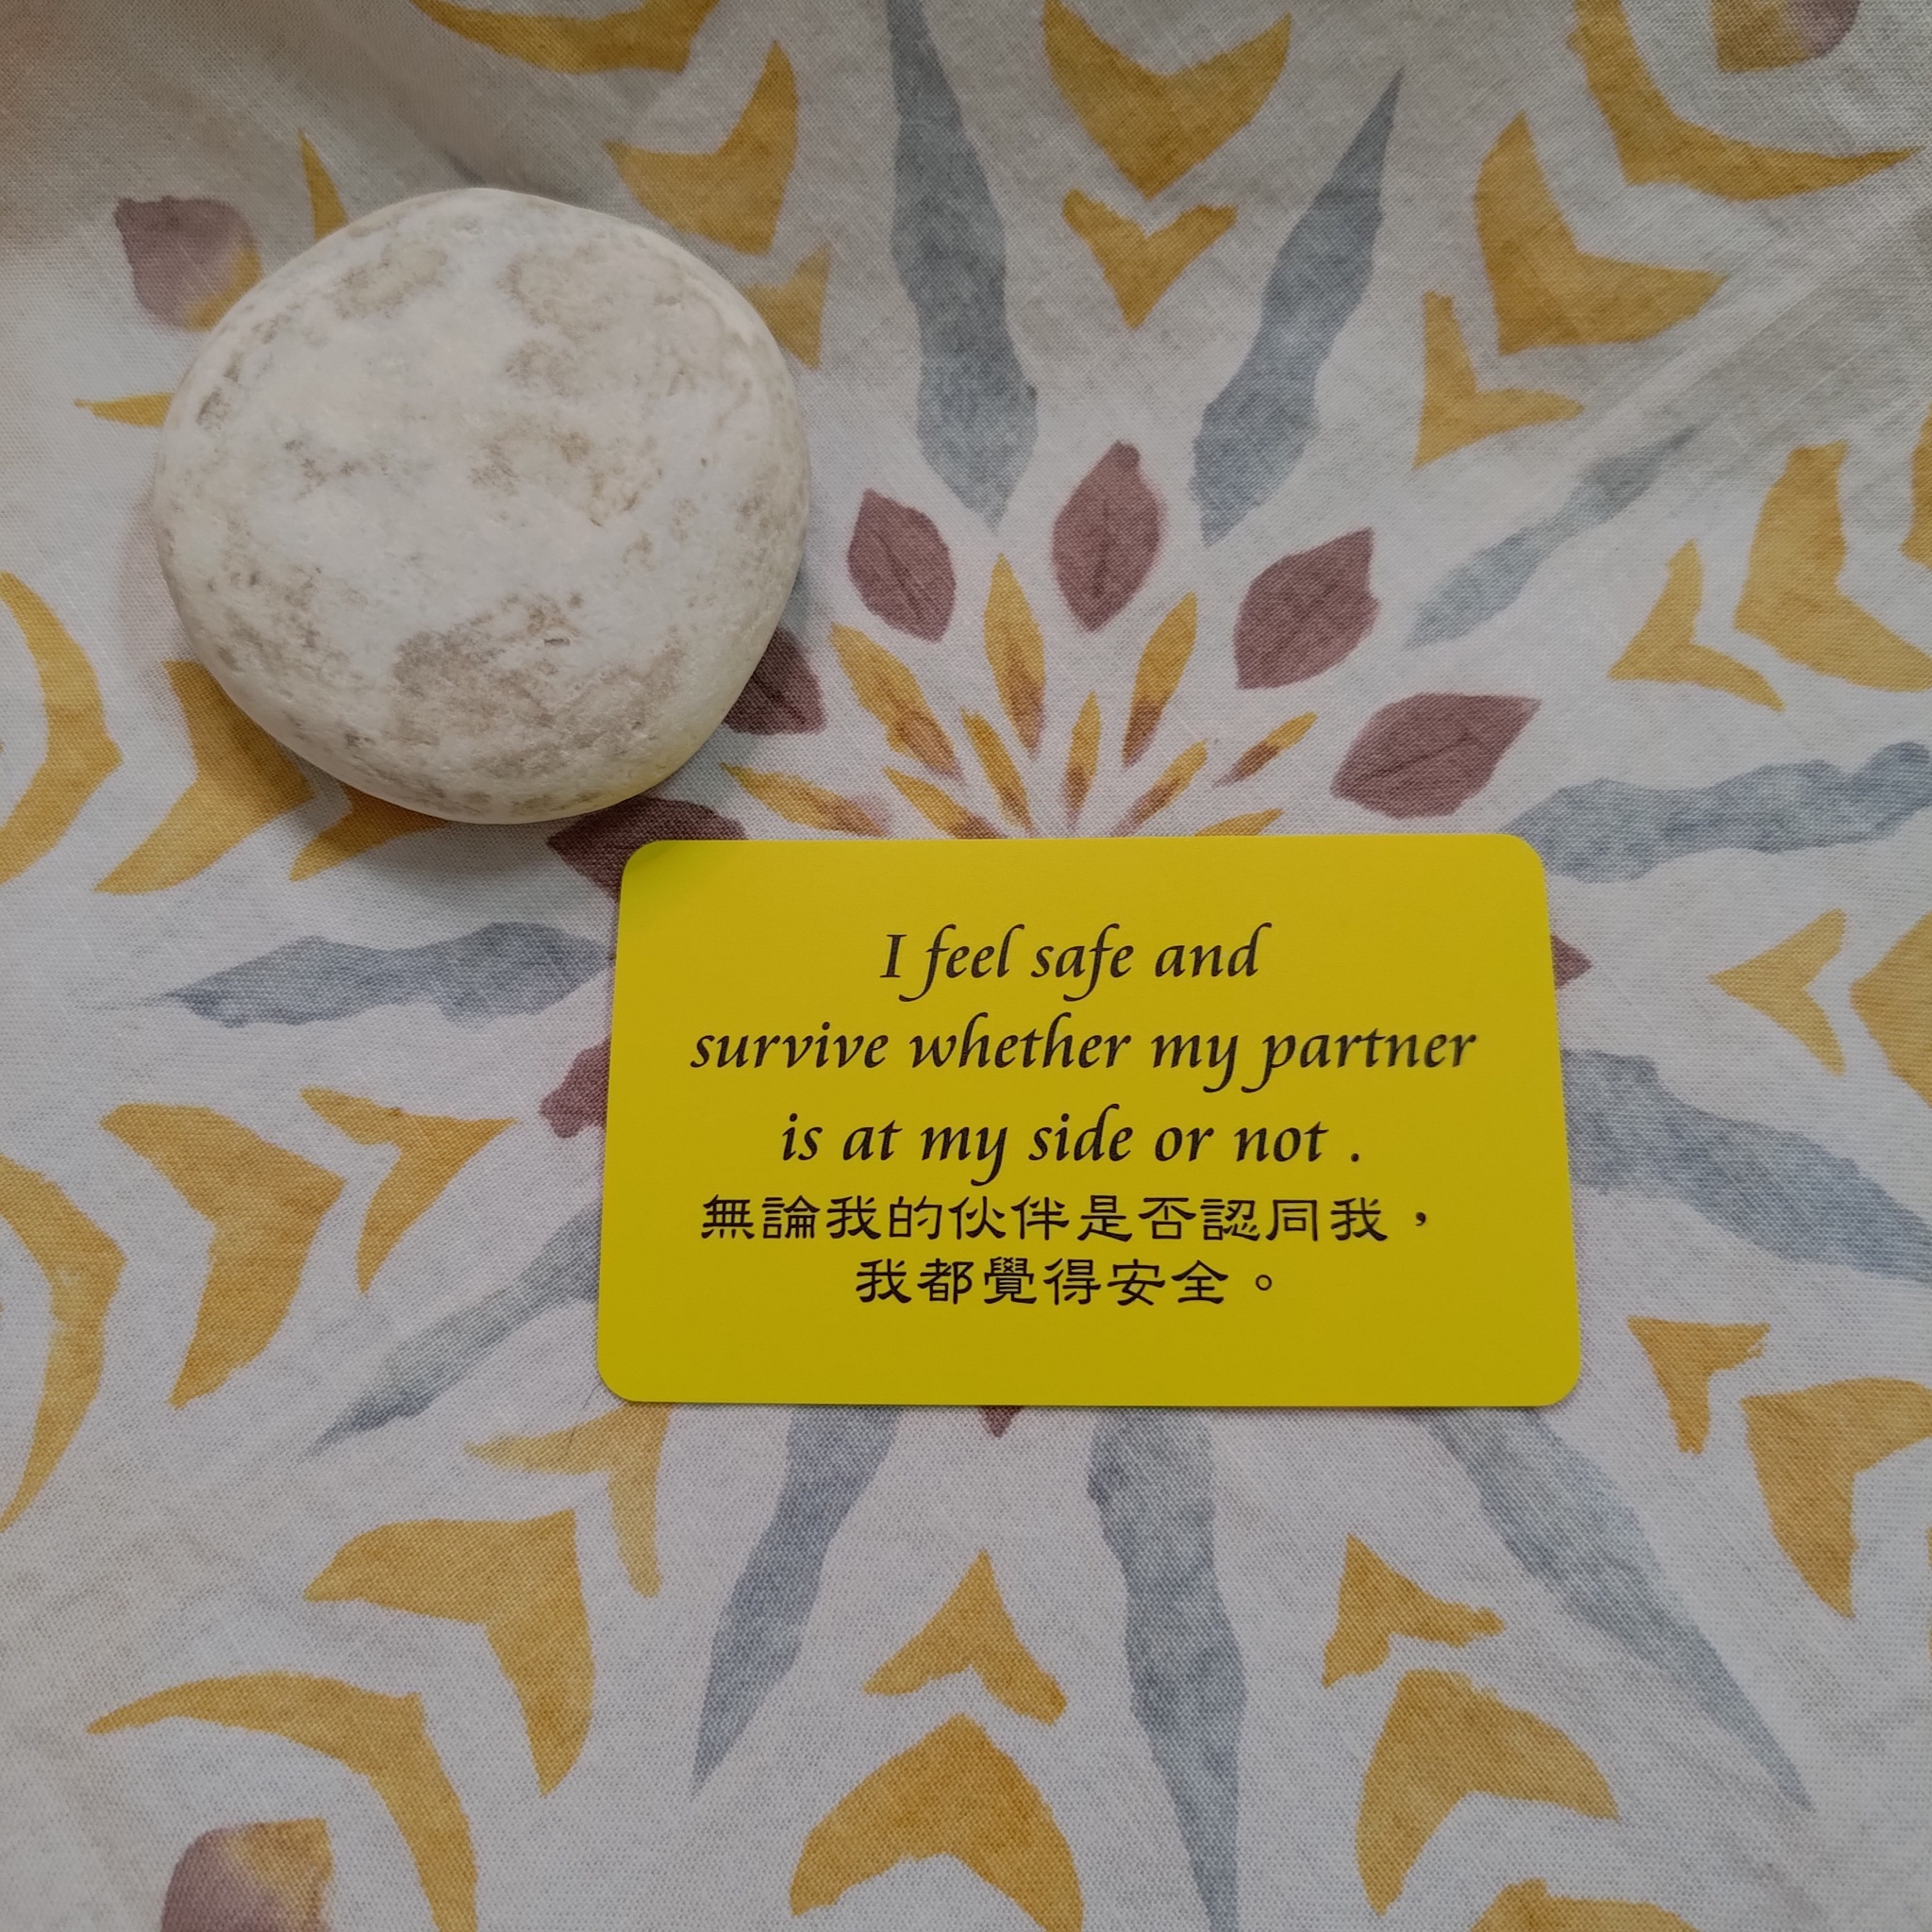 I feel safe and
survive whether my partner
is at my side or not .
無論我的伙伴是否認同我，
我都覺得安全。